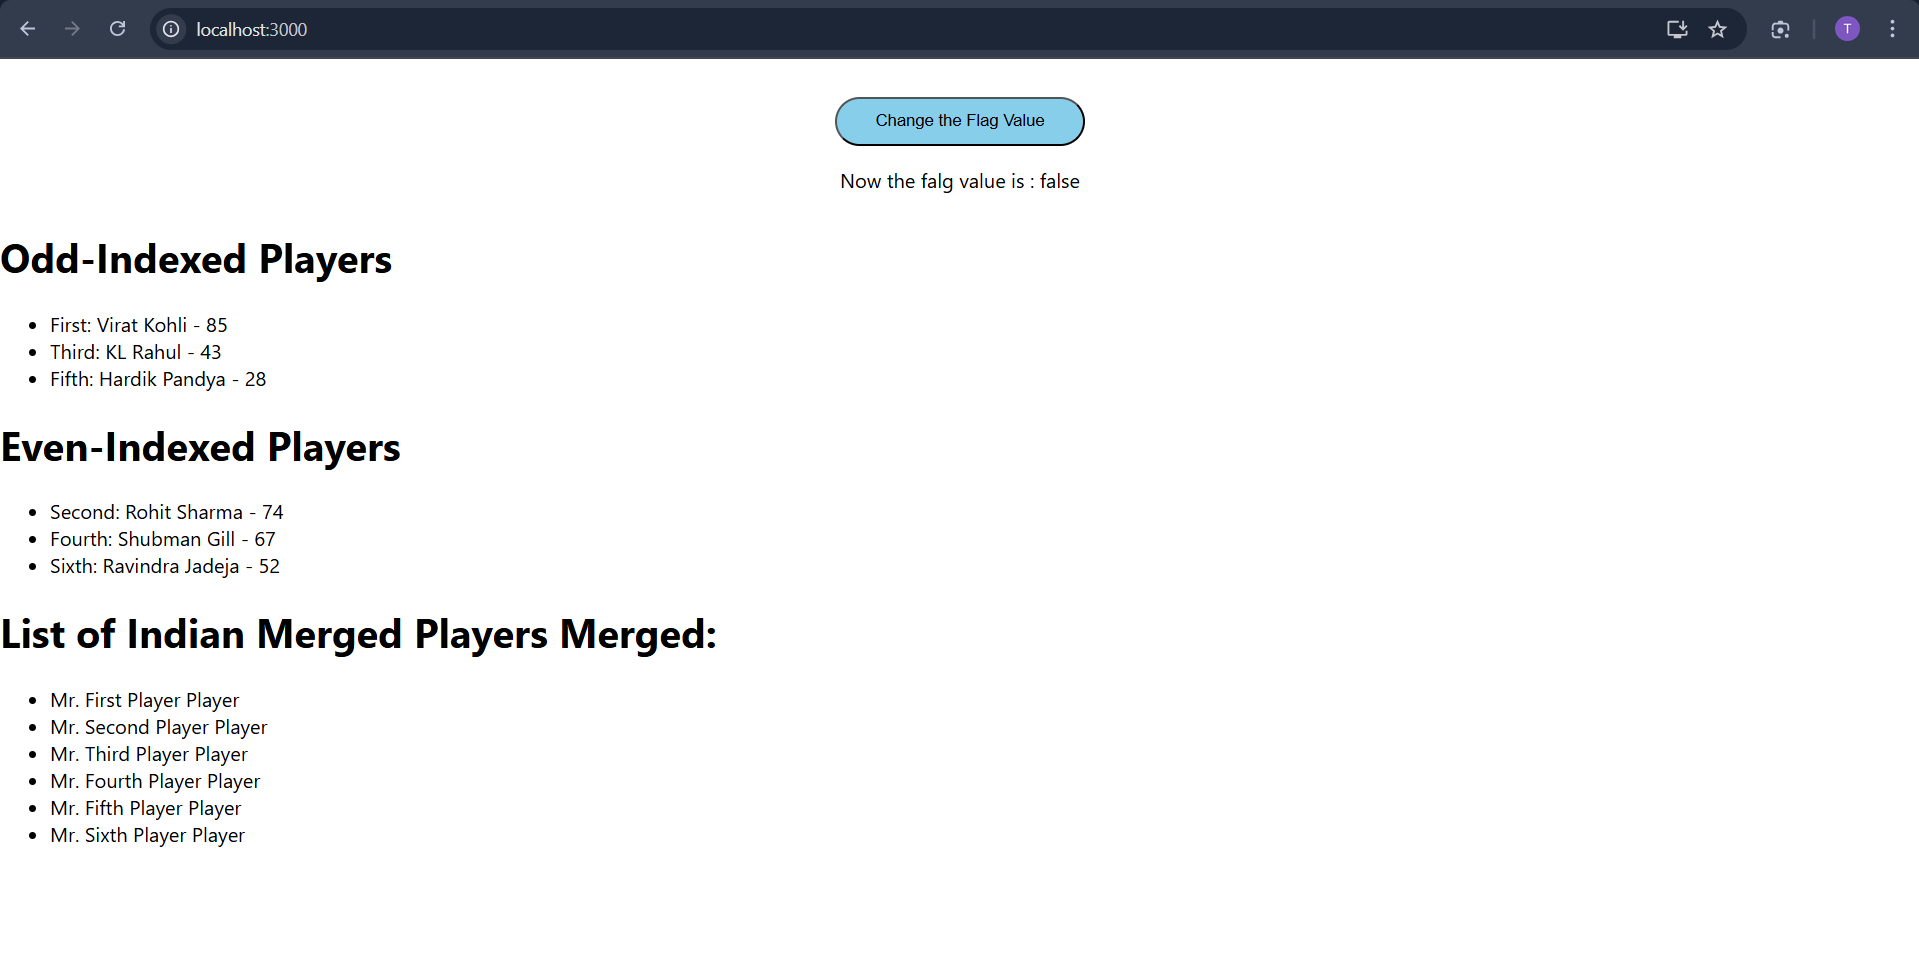 localhost:3000
T
Change the Flag Value
Now the falg value is : false
Odd-Indexed Players
First: Virat Kohli - 85
Third: KL Rahul - 43
Fifth: Hardik Pandya - 28
Even-Indexed Players
Second: Rohit Sharma - 74
Fourth: Shubman Gill - 67
Sixth: Ravindra Jadeja - 52
List of Indian Merged Players Merged:
Mr. First Player Player
Mr. Second Player Player
Mr. Third Player Player
Mr. Fourth Player Player
Mr. Fifth Player Player
Mr. Sixth Player Player